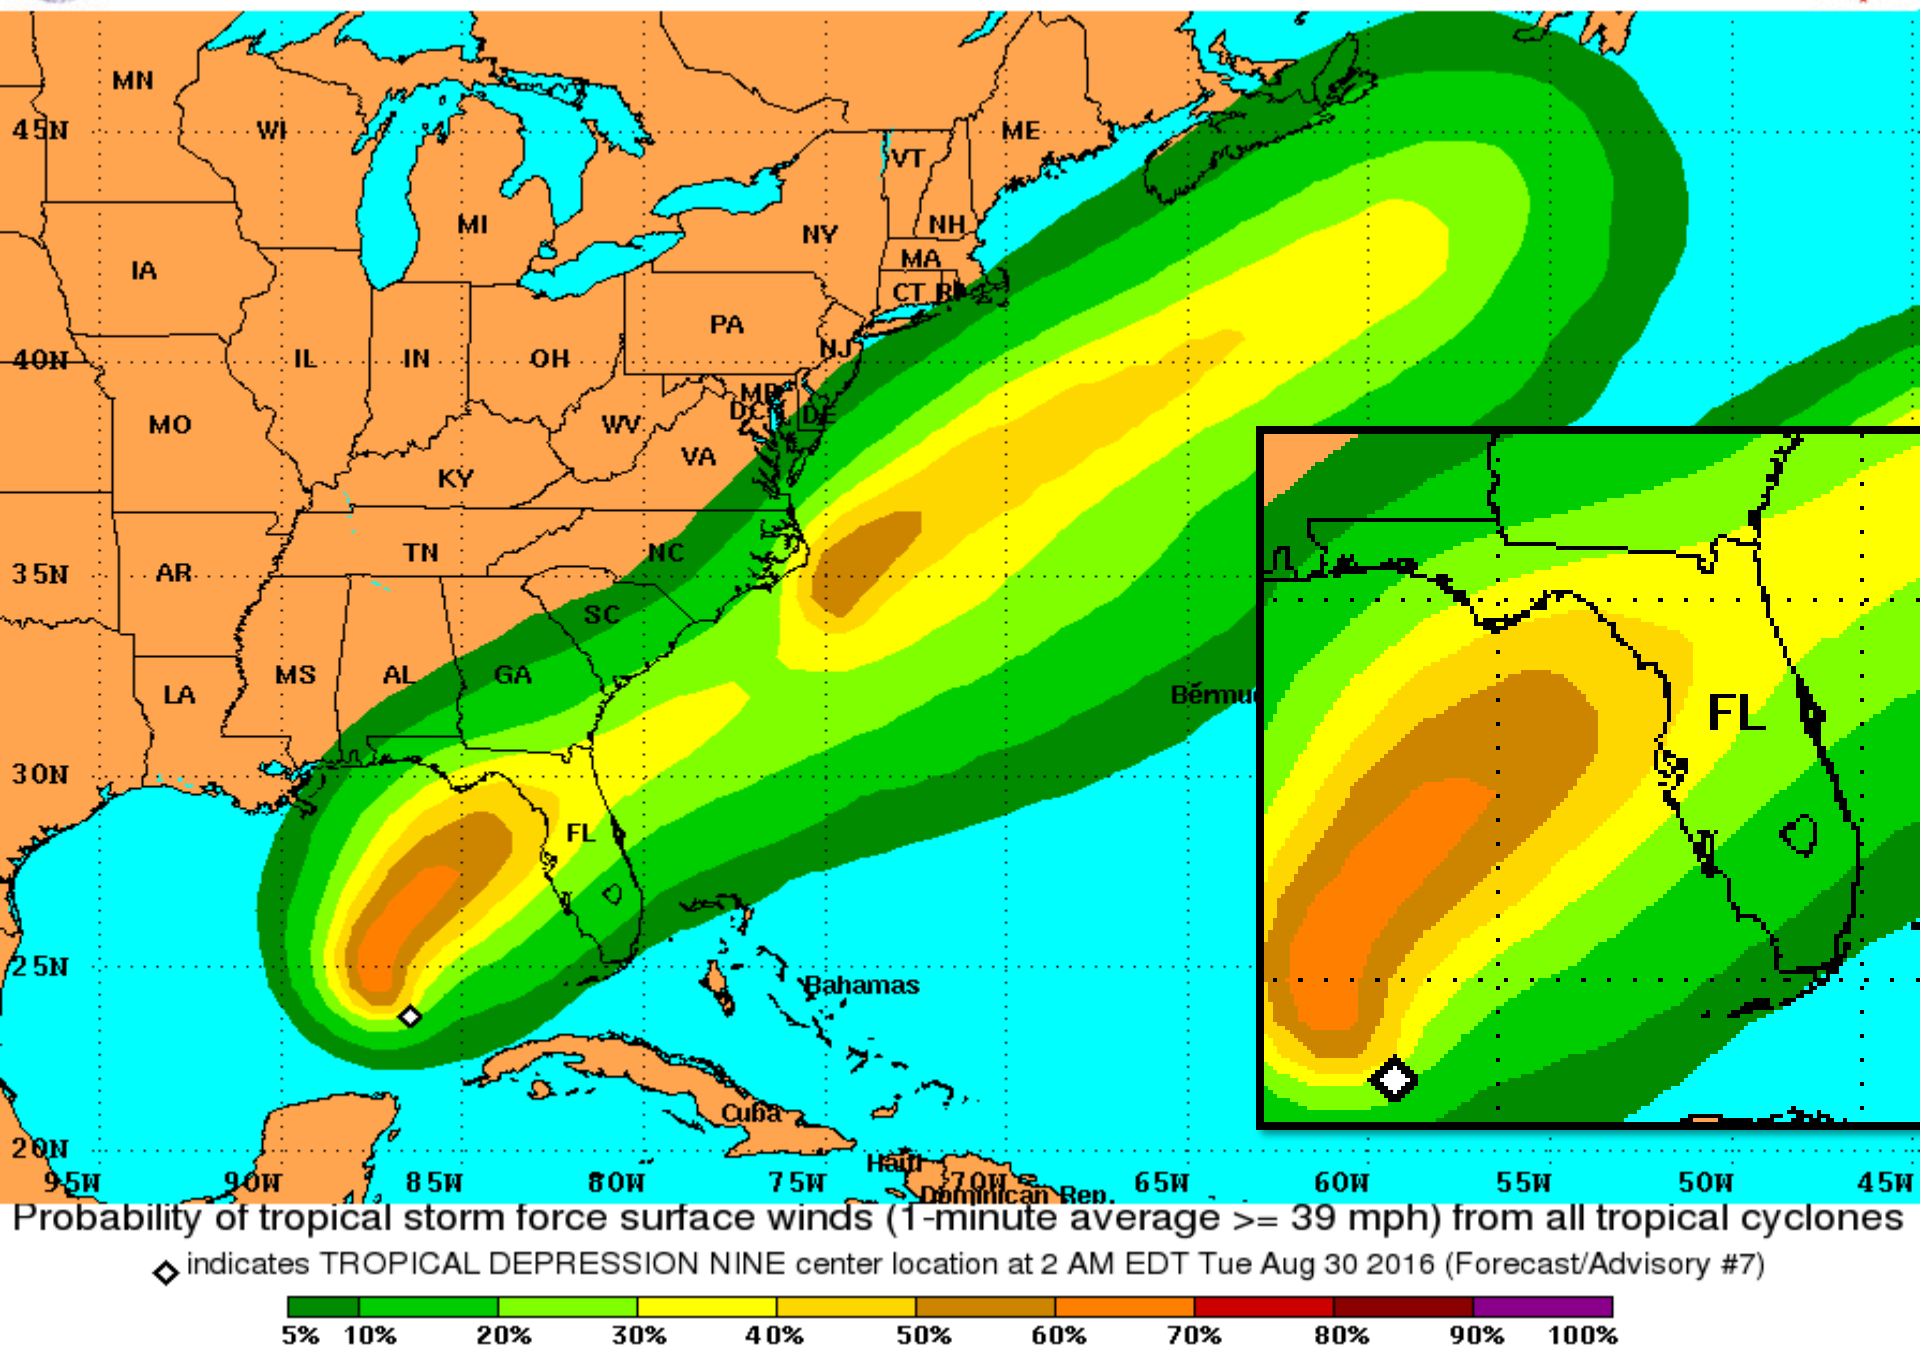 MN
45N
WI
ME
VT
MI
NY
NH
IA
MA
CT RI
PA
NJ
40N
IL
IN
OH
MD
DC
DE
MO
WV
VA
KY
TN
NC
35N
AR
SC
MS
AL
GA
LA
30N
FL
FL
25N
Bahamas
Cuba
20N
Haiti
Dominican Rep.
95W 90W 85W 80W 75W 70W 65W 60W 55W 50W 45W
Probability of tropical storm force surface winds (1-minute average >= 39 mph) from all tropical cyclones
indicates TROPICAL DEPRESSION NINE center location at 2 AM EDT Tue Aug 30 2016 (Forecast/Advisory #7)
5% 10% 20% 30% 40% 50% 60% 70% 80% 90% 100%